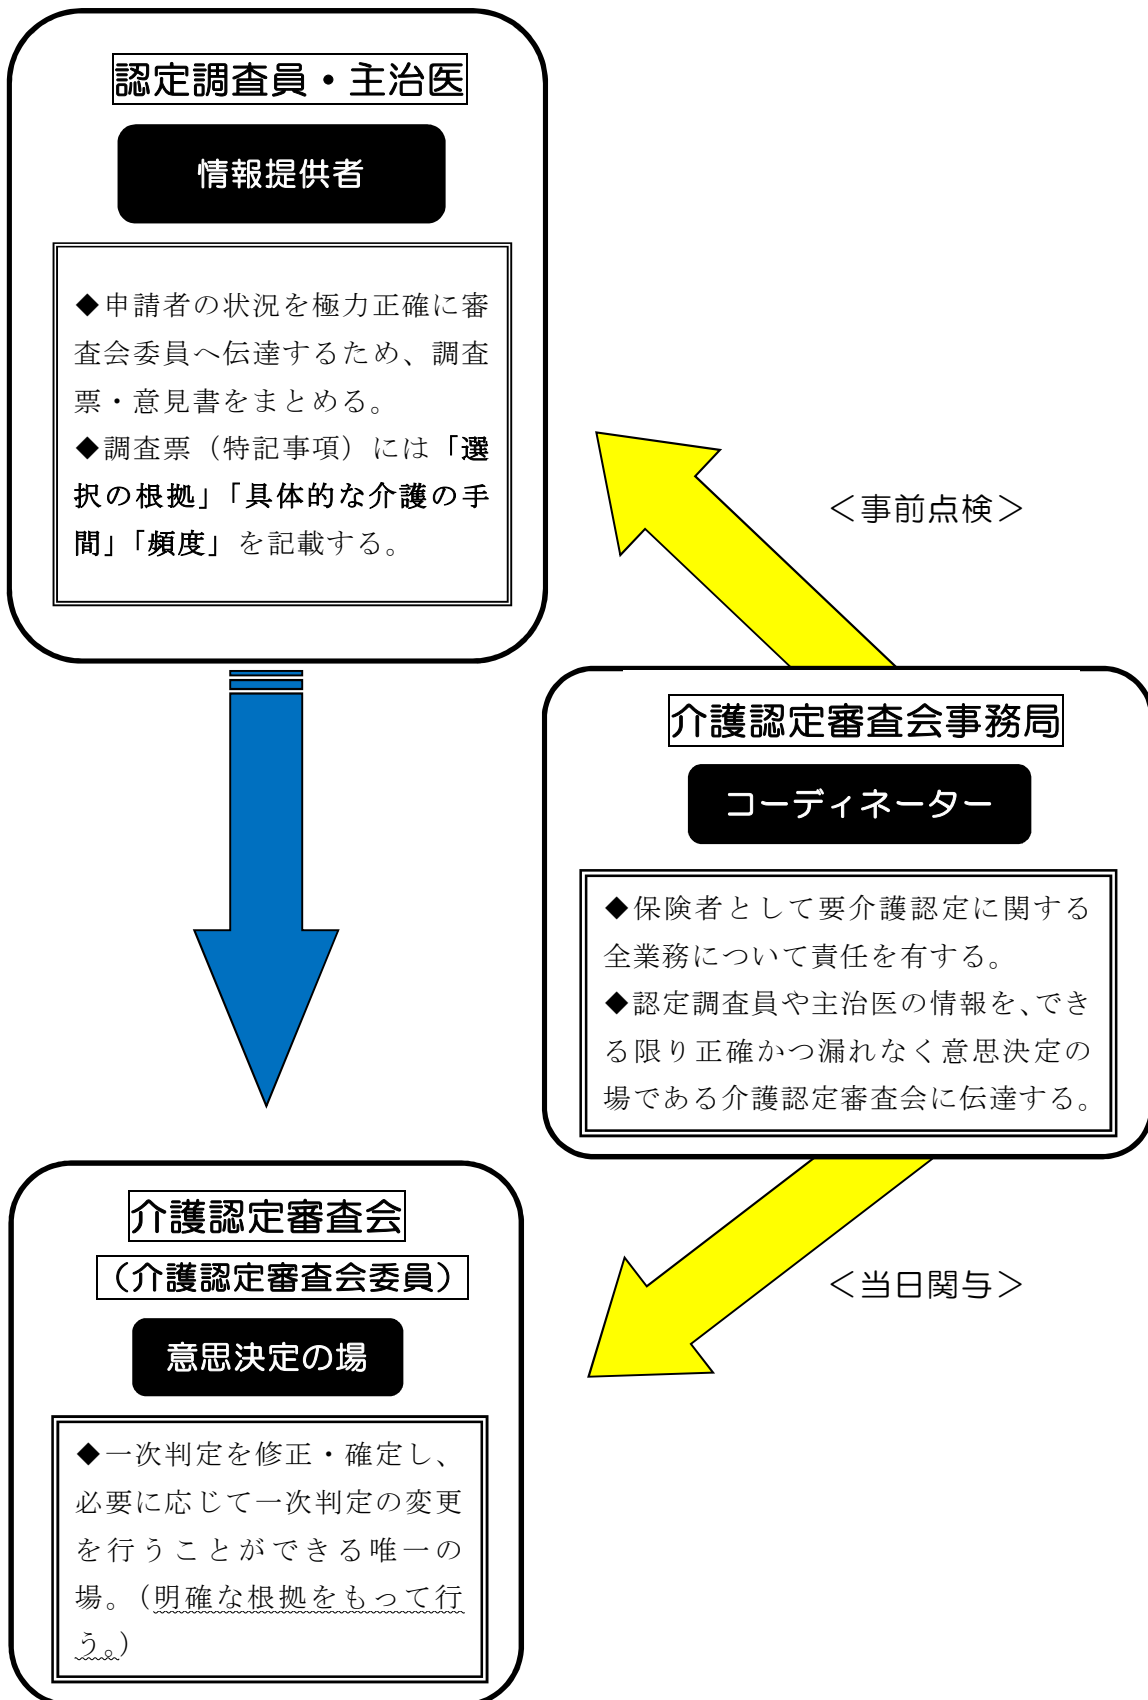 認定調査員・主治医
情報提供者
◆申請者の状況を極力正確に審
査会委員へ伝達するため、調査
票・意見書をまとめる。
◆調査票（特記事項）には「選
択の根拠」「具体的な介護の手
間」「頻度」を記載する。
＜事前点検＞
介護認定審査会事務局
コーディネーター
◆保険者として要介護認定に関する
全業務について責任を有する。
◆認定調査員や主治医の情報を、でき
る限り正確かつ漏れなく意思決定の
場である介護認定審査会に伝達する。
＜当日関与＞
介護認定審査会
（介護認定審査会委員）
意思決定の場
◆一次判定を修正・確定し、
必要に応じて一次判定の変更
を行うことができる唯一の
場。（明確な根拠をもって行
う。）